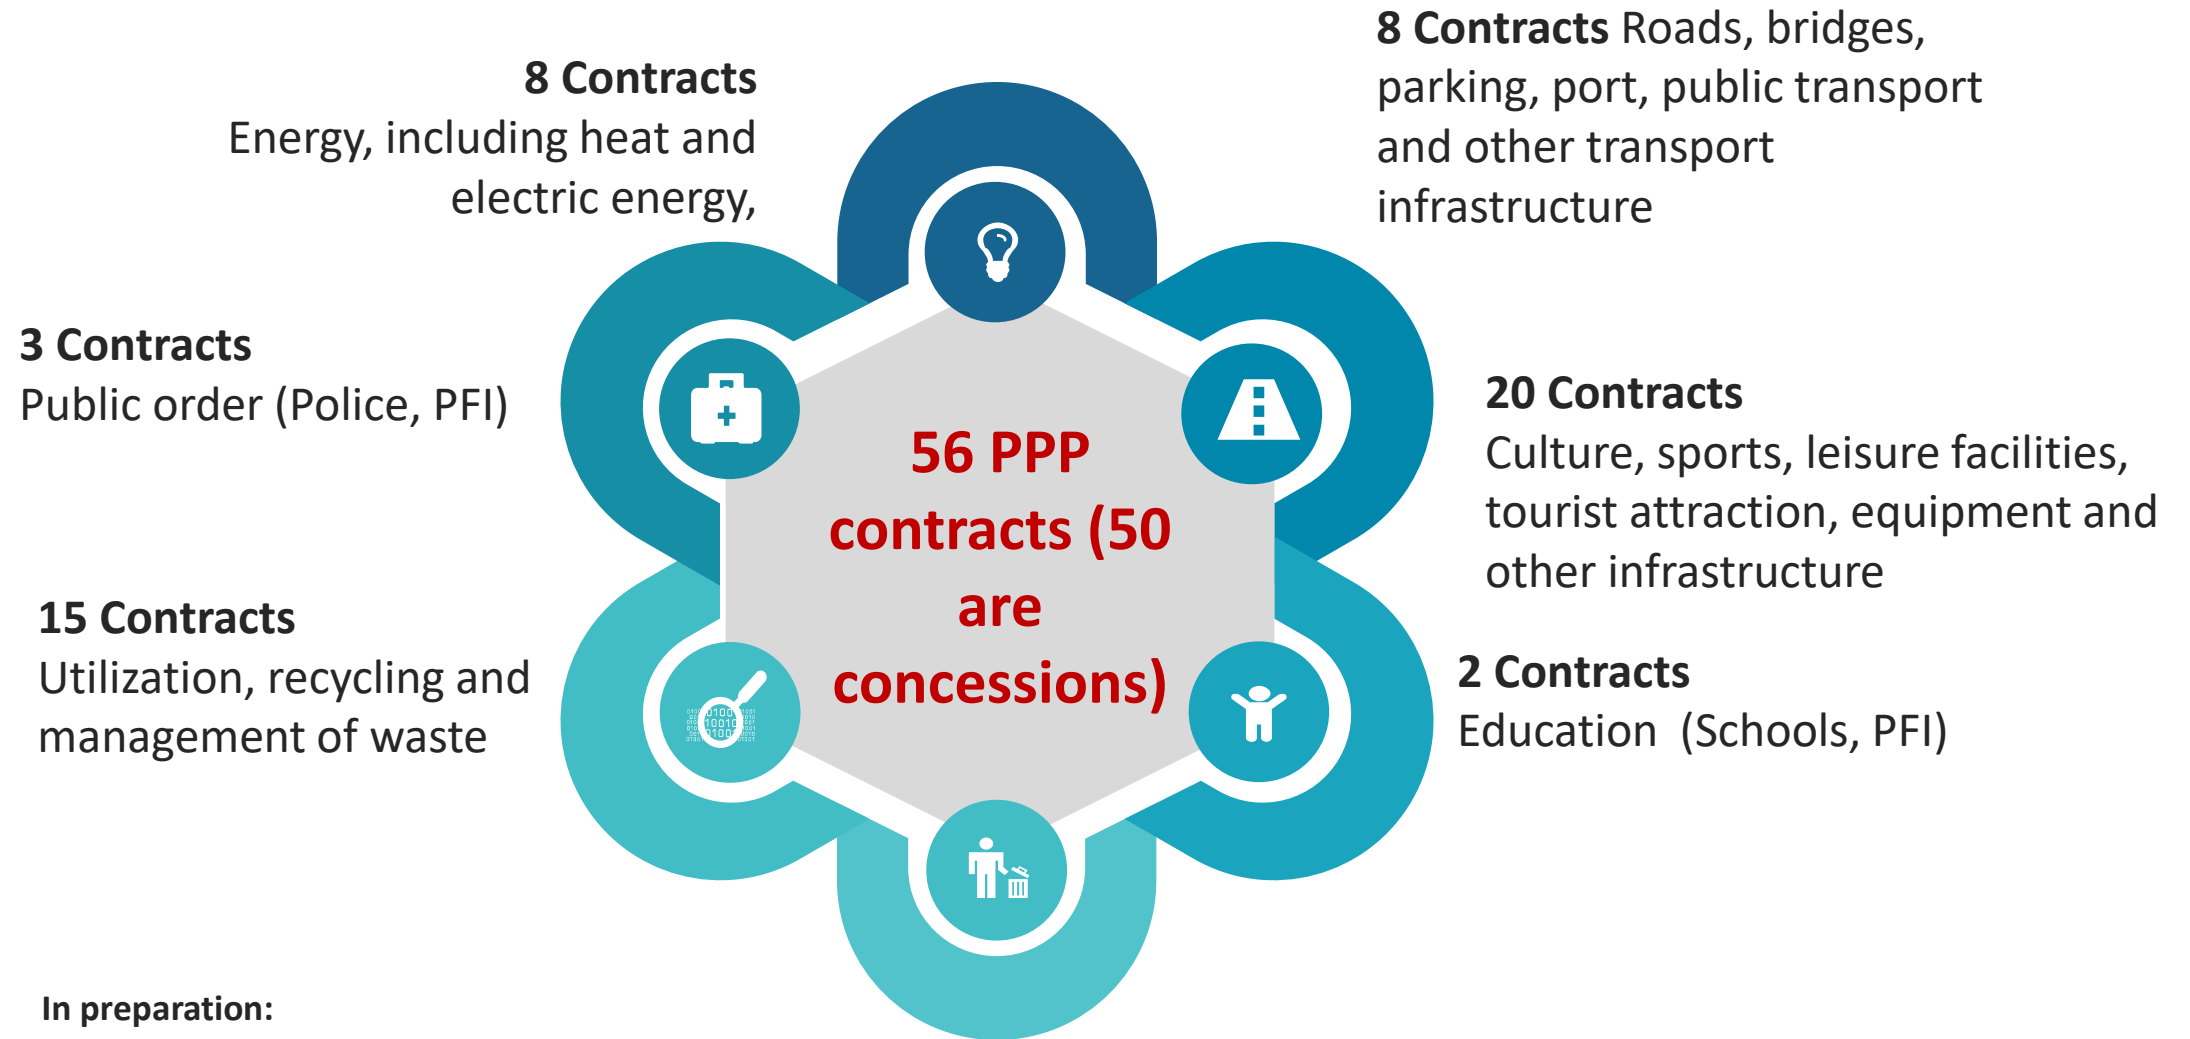 8 Contracts
Energy, including heat and
electric energy,
8 Contracts Roads, bridges,
parking, port, public transport
and other transport
infrastructure
3 Contracts
Public order (Police, PFI)
20 Contracts
Culture, sports, leisure facilities,
tourist attraction, equipment and
other infrastructure
56 PPP
contracts (50
are
concessions)
15 Contracts
Utilization, recycling and
management of waste
2 Contracts
Education  (Schools, PFI)
In preparation: